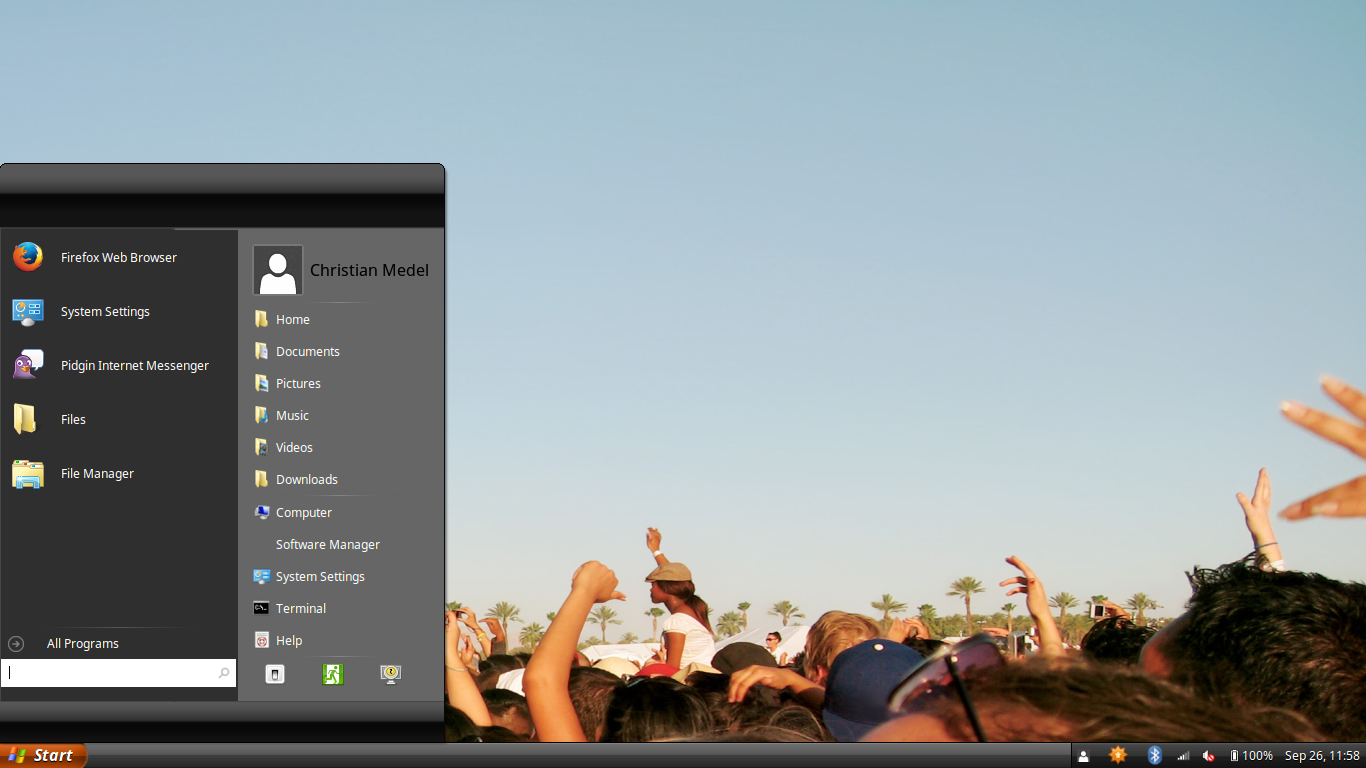 Firefox Web Browser
System Settings
Pidgin Internet Messenger
Files
File Manager
All Programs
Christian Medel
Home
Documents
Pictures
Music
Videos
Downloads
Computer
Software Manager
System Settings
Terminal
Help
Start
100%
Sep 26, 11:58